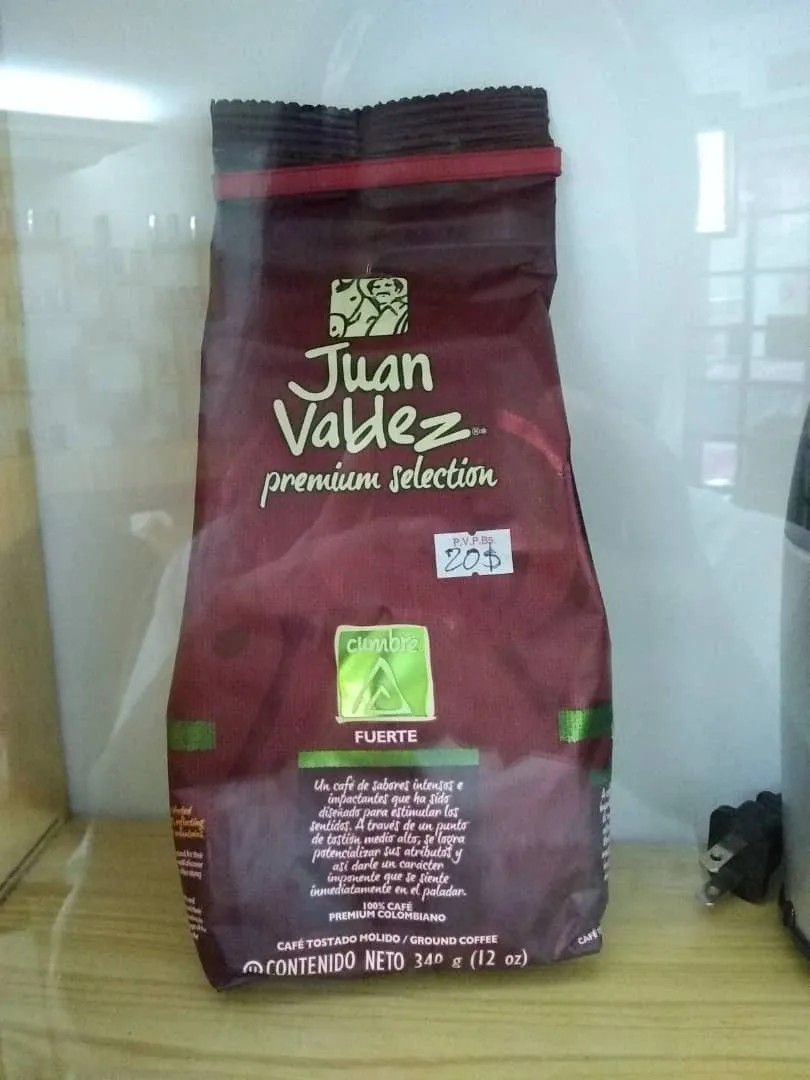 Juan
Valdez
premium selection
P.V.P.Bs.
20$
cumbre
FUERTE
Un café de sabores intensos e
impactantes que ha sido
diseñado para estimular los
sentidos. A través de un punto
de tostión medio alto, se logra
potencializar sus atributos y
así darle un carácter
imponente que se siente
inmediatamente en el paladar.
100% CAFÉ
PREMIUM COLOMBIANO
CAFÉ TOSTADO MOLIDO / GROUND COFFEE
CONTENIDO NETO 340 g (12 oz)
CAFÉ